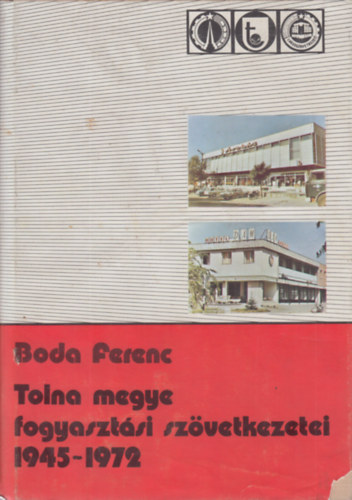 Boda Ferenc
Tolna megye
fogyasztási szövetkezetei
1945-1972